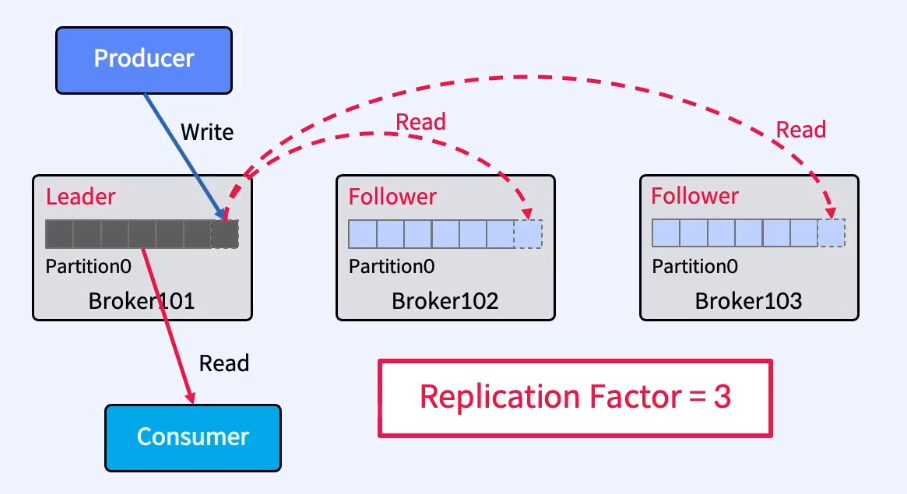 Producer
Write
Read
Read
Leader
Follower
Follower
Partition0
Partition0
Partition0
Broker101
Broker102
Broker103
Read
Replication Factor = 3
Consumer